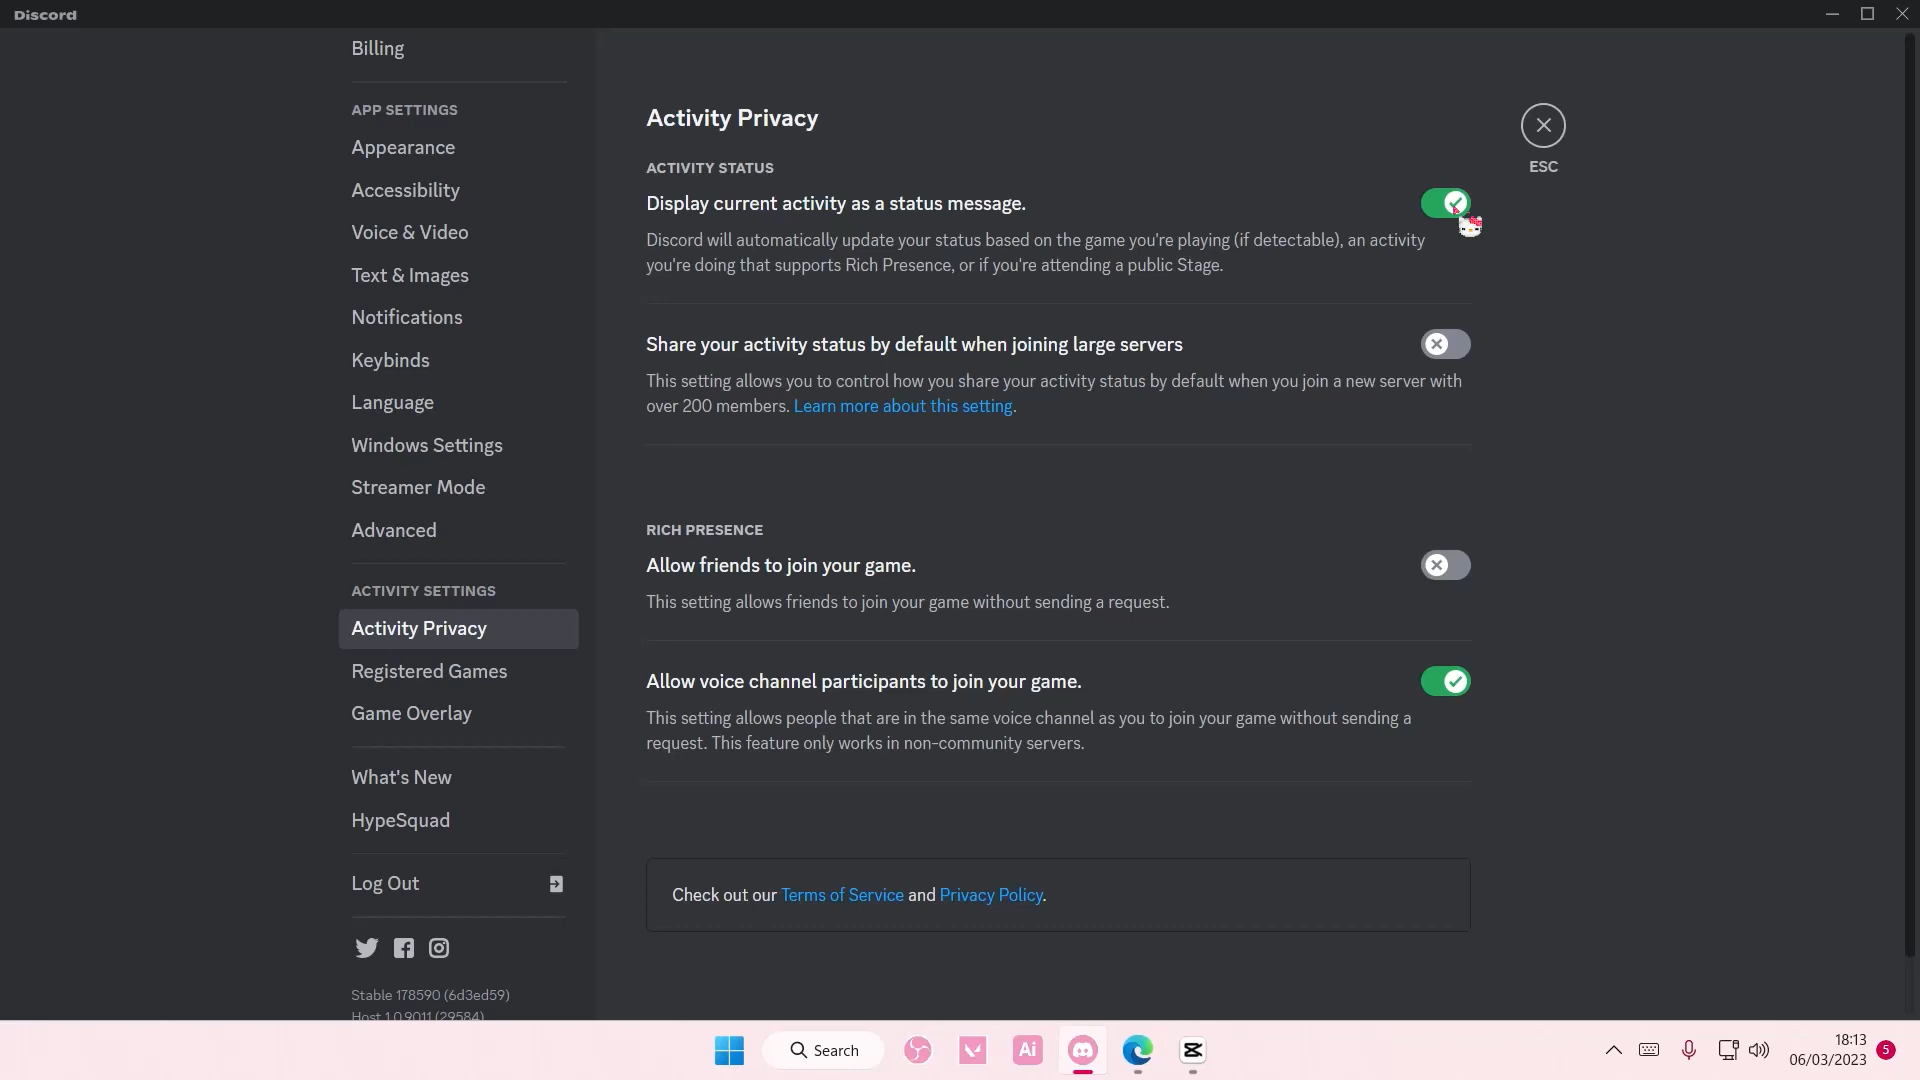 Discord
Billing
APP SETTINGS
Appearance
Accessibility
Voice & Video
Text & Images
Notifications
Keybinds
Language
Windows Settings
Streamer Mode
Advanced
ACTIVITY SETTINGS
Activity Privacy
Registered Games
Game Overlay
What's New
HypeSquad
Log Out
Stable 178590 (6d3ed59)
Host 1.0.9011 (29584)
Activity Privacy
ESC
ACTIVITY STATUS
Display current activity as a status message.
Discord will automatically update your status based on the game you're playing (if detectable), an activity
you're doing that supports Rich Presence, or if you're attending a public Stage.
Share your activity status by default when joining large servers
This setting allows you to control how you share your activity status by default when you join a new server with
over 200 members. Learn more about this setting.
RICH PRESENCE
Allow friends to join your game.
This setting allows friends to join your game without sending a request.
Allow voice channel participants to join your game.
This setting allows people that are in the same voice channel as you to join your game without sending a
request. This feature only works in non-community servers.
Check out our Terms of Service and Privacy Policy.
Search
Ai
18:13
06/03/2023
5